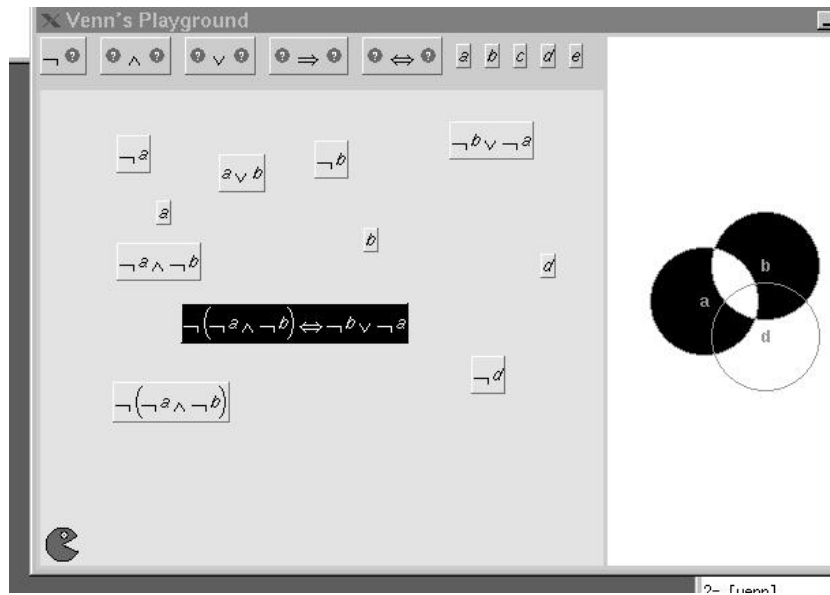 Venn's Playground
¬ ? ? ∧ ? ? ∨ ? ? ⇒ ? ? ⇔ ? a b c d e
¬a
a ∨ b
¬b
¬b ∨ ¬a
a
b
¬a ∧ ¬b
d
¬(¬a ∧ ¬b) ⇔ ¬b ∨ ¬a
¬d
¬(¬a ∧ ¬b)
b
a
d